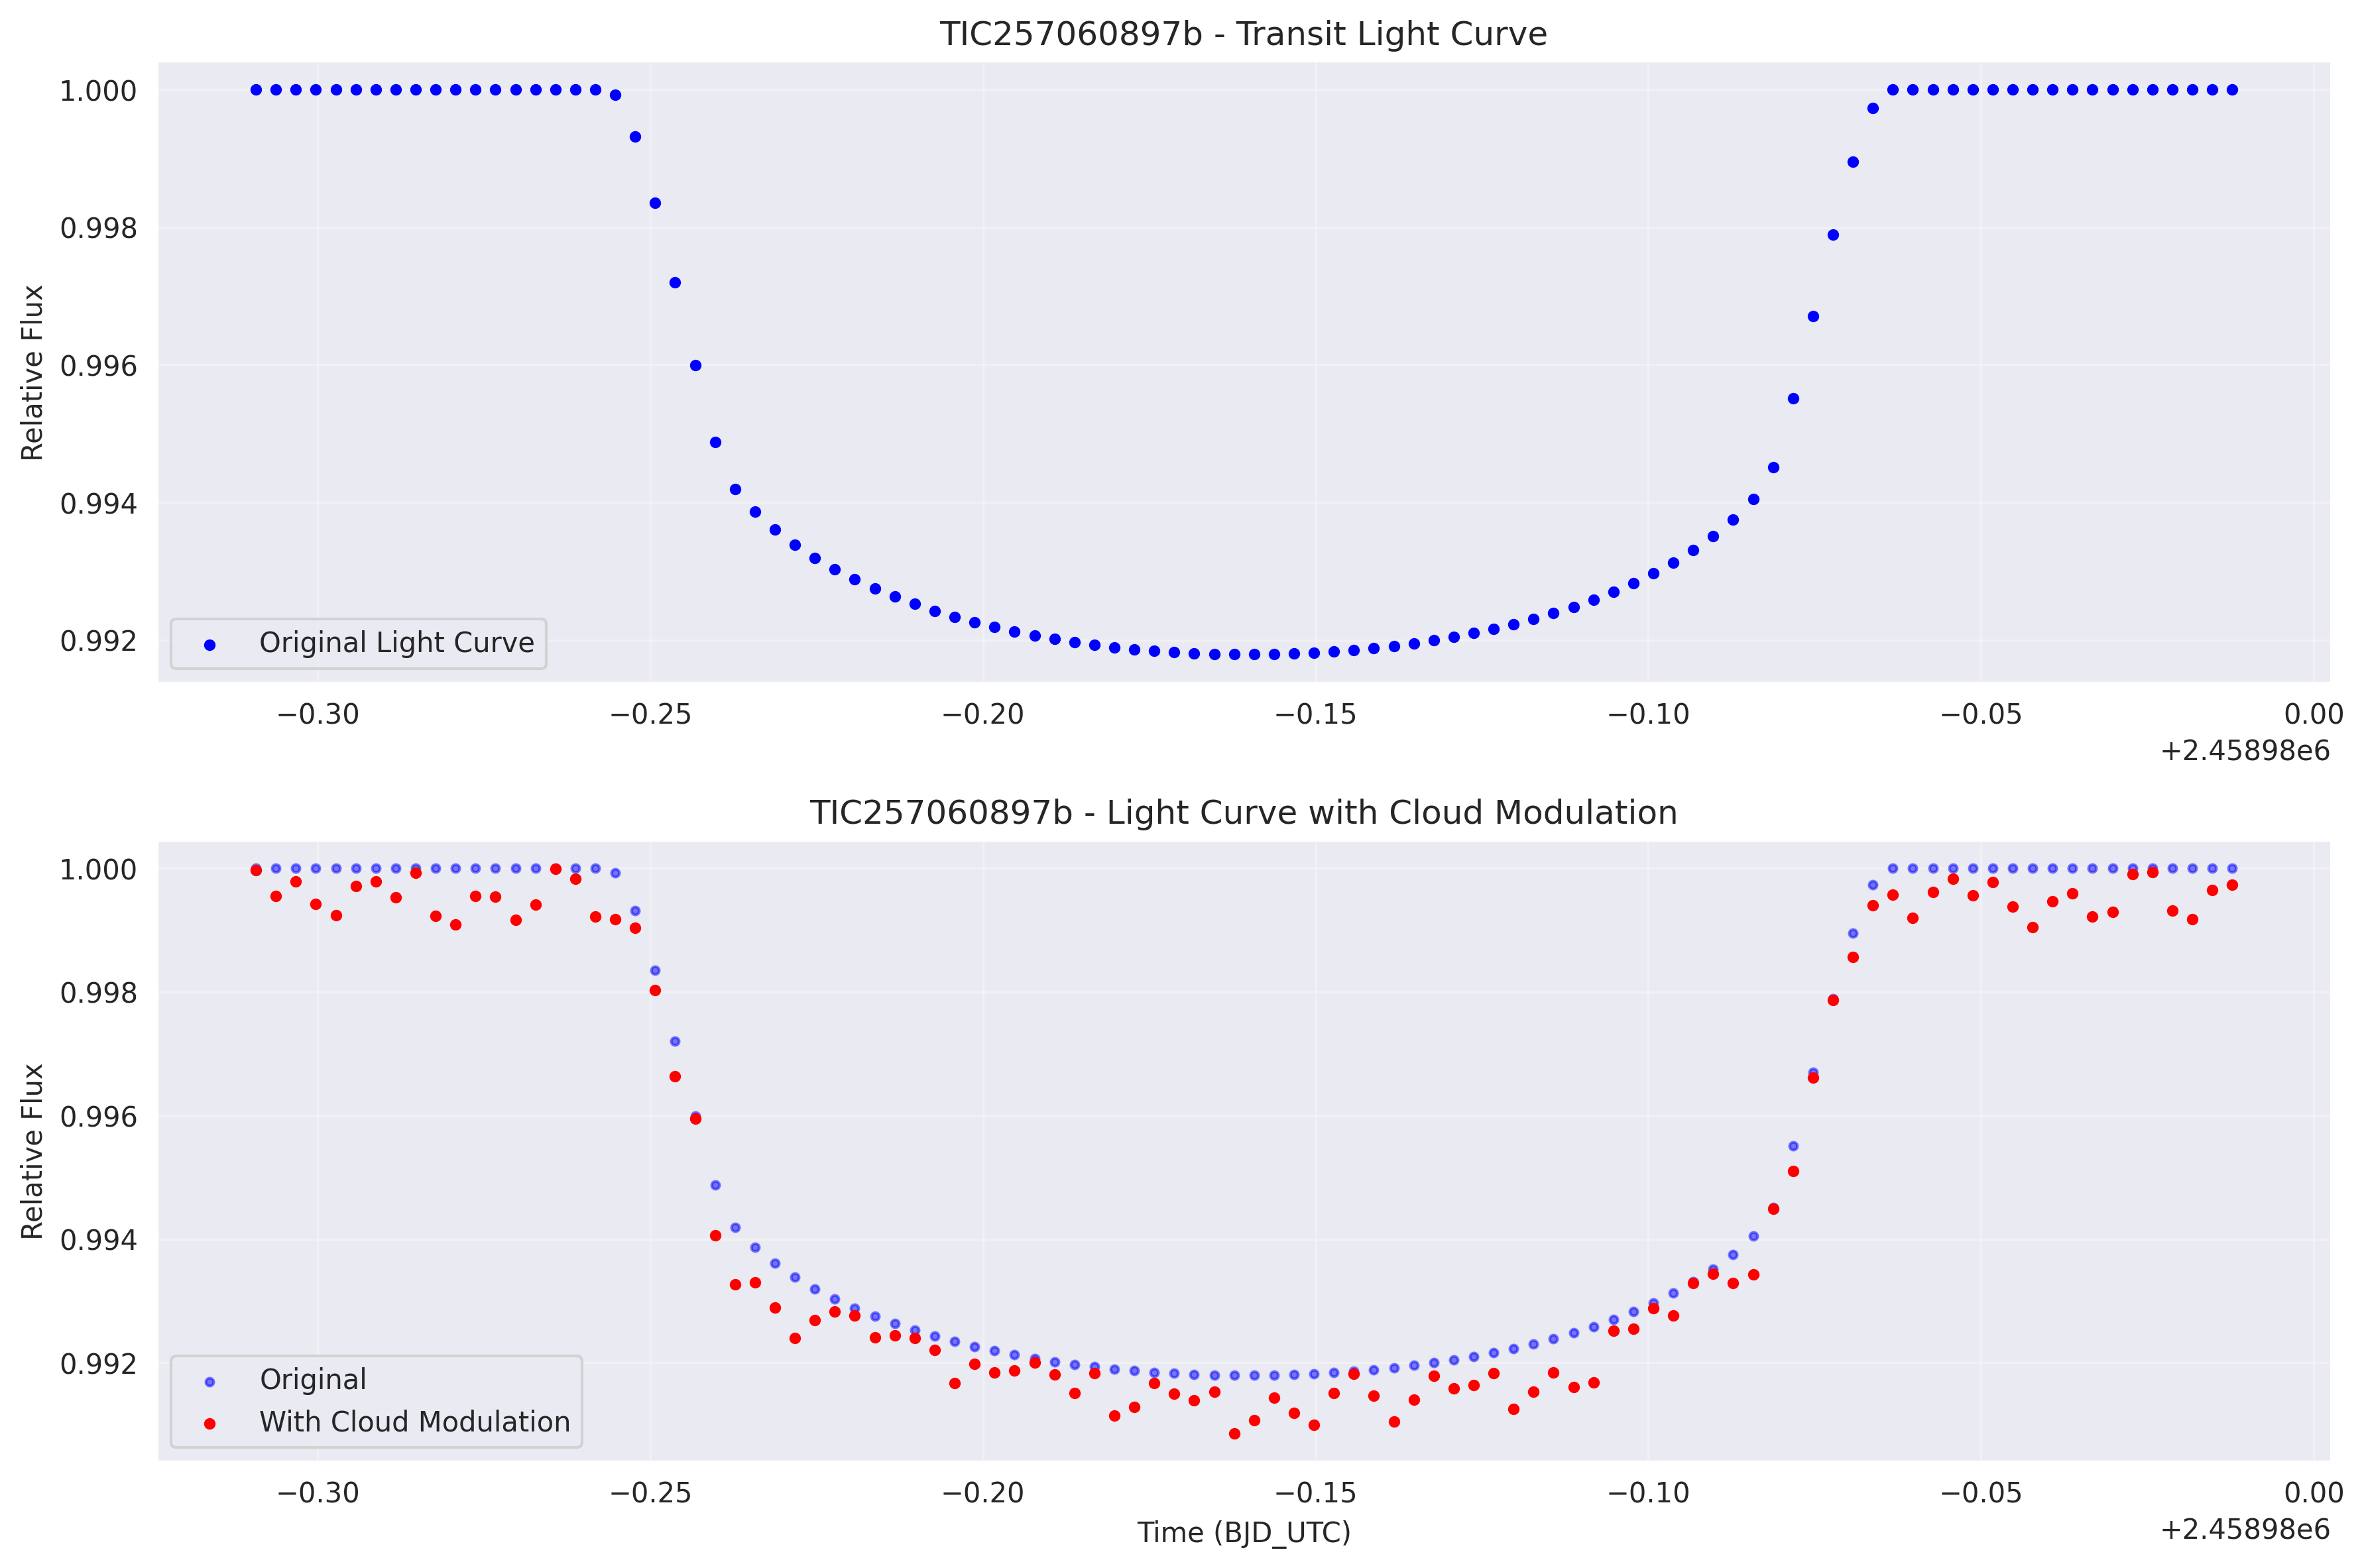 TIC257060897b - Transit Light Curve
Relative Flux
1.000
0.998
0.996
0.994
0.992
Original Light Curve
−0.30 −0.25 −0.20 −0.15 −0.10 −0.05 0.00
+2.45898e6
TIC257060897b - Light Curve with Cloud Modulation
Relative Flux
1.000
0.998
0.996
0.994
0.992
Original
With Cloud Modulation
−0.30 −0.25 −0.20 −0.15 −0.10 −0.05 0.00
Time (BJD_UTC)
+2.45898e6